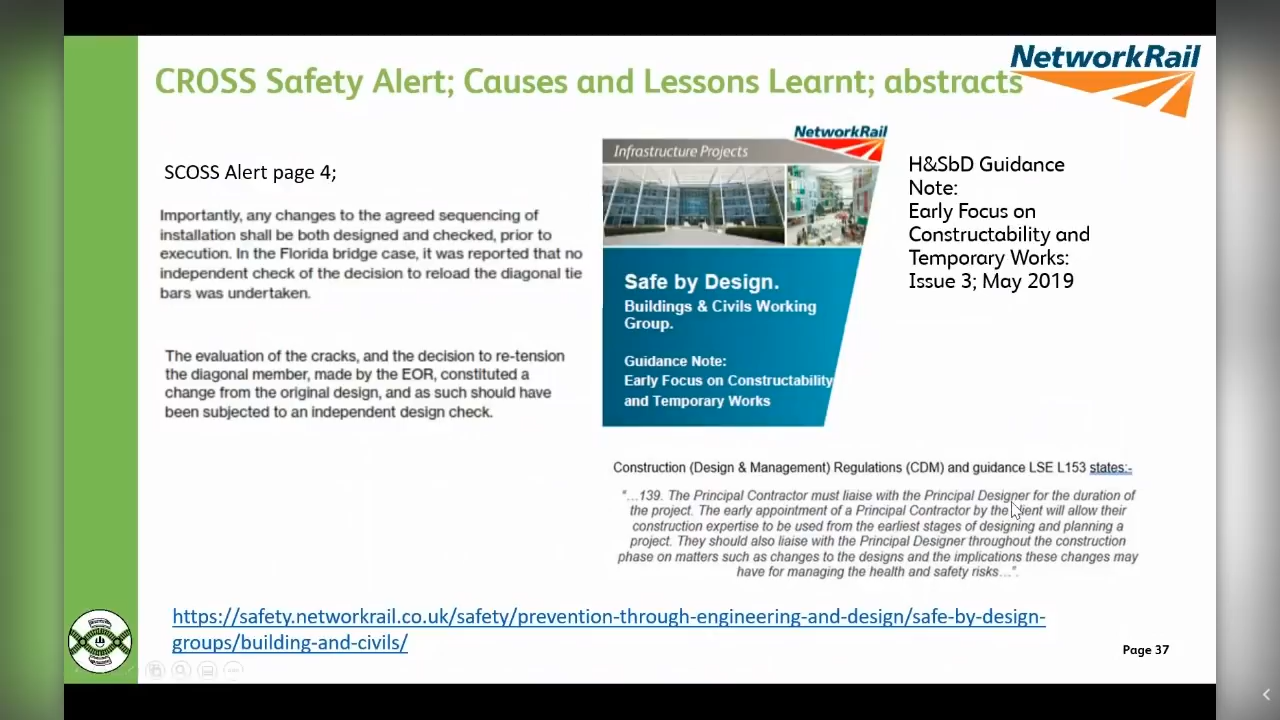 CROSS Safety Alert; Causes and Lessons Learnt; abstracts
NetworkRail
SCOSS Alert page 4;
Importantly, any changes to the agreed sequencing of
installation shall be both designed and checked, prior to
execution. In the Florida bridge case, it was reported that no
independent check of the decision to reload the diagonal tie
bars was undertaken.
The evaluation of the cracks, and the decision to re-tension
the diagonal member, made by the EOR, constituted a
change from the original design, and as such should have
been subjected to an independent design check.
NetworkRail
Infrastructure Projects
Safe by Design.
Buildings & Civils Working
Group.
Guidance Note:
Early Focus on Constructability
and Temporary Works
H&SbD Guidance
Note:
Early Focus on
Constructability and
Temporary Works:
Issue 3; May 2019
Construction (Design & Management) Regulations (CDM) and guidance LSE L153 states:-
“…139. The Principal Contractor must liaise with the Principal Designer for the duration of
the project. The early appointment of a Principal Contractor by the client will allow their
construction expertise to be used from the earliest stages of designing and planning a
project. They should also liaise with the Principal Designer throughout the construction
phase on matters such as changes to the designs and the implications these changes may
have for managing the health and safety risks…”.
https://safety.networkrail.co.uk/safety/prevention-through-engineering-and-design/safe-by-design-
groups/building-and-civils/
Page 37